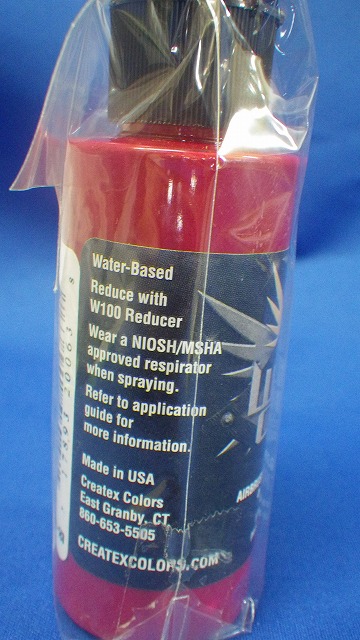 Water-Based
Reduce with
W100 Reducer
Wear a NIOSH/MSHA
approved respirator
when spraying.
Refer to application
guide for
more information.
Made in USA
Createx Colors
East Granby, CT
860-653-5505
CREATEXCOLORS.COM